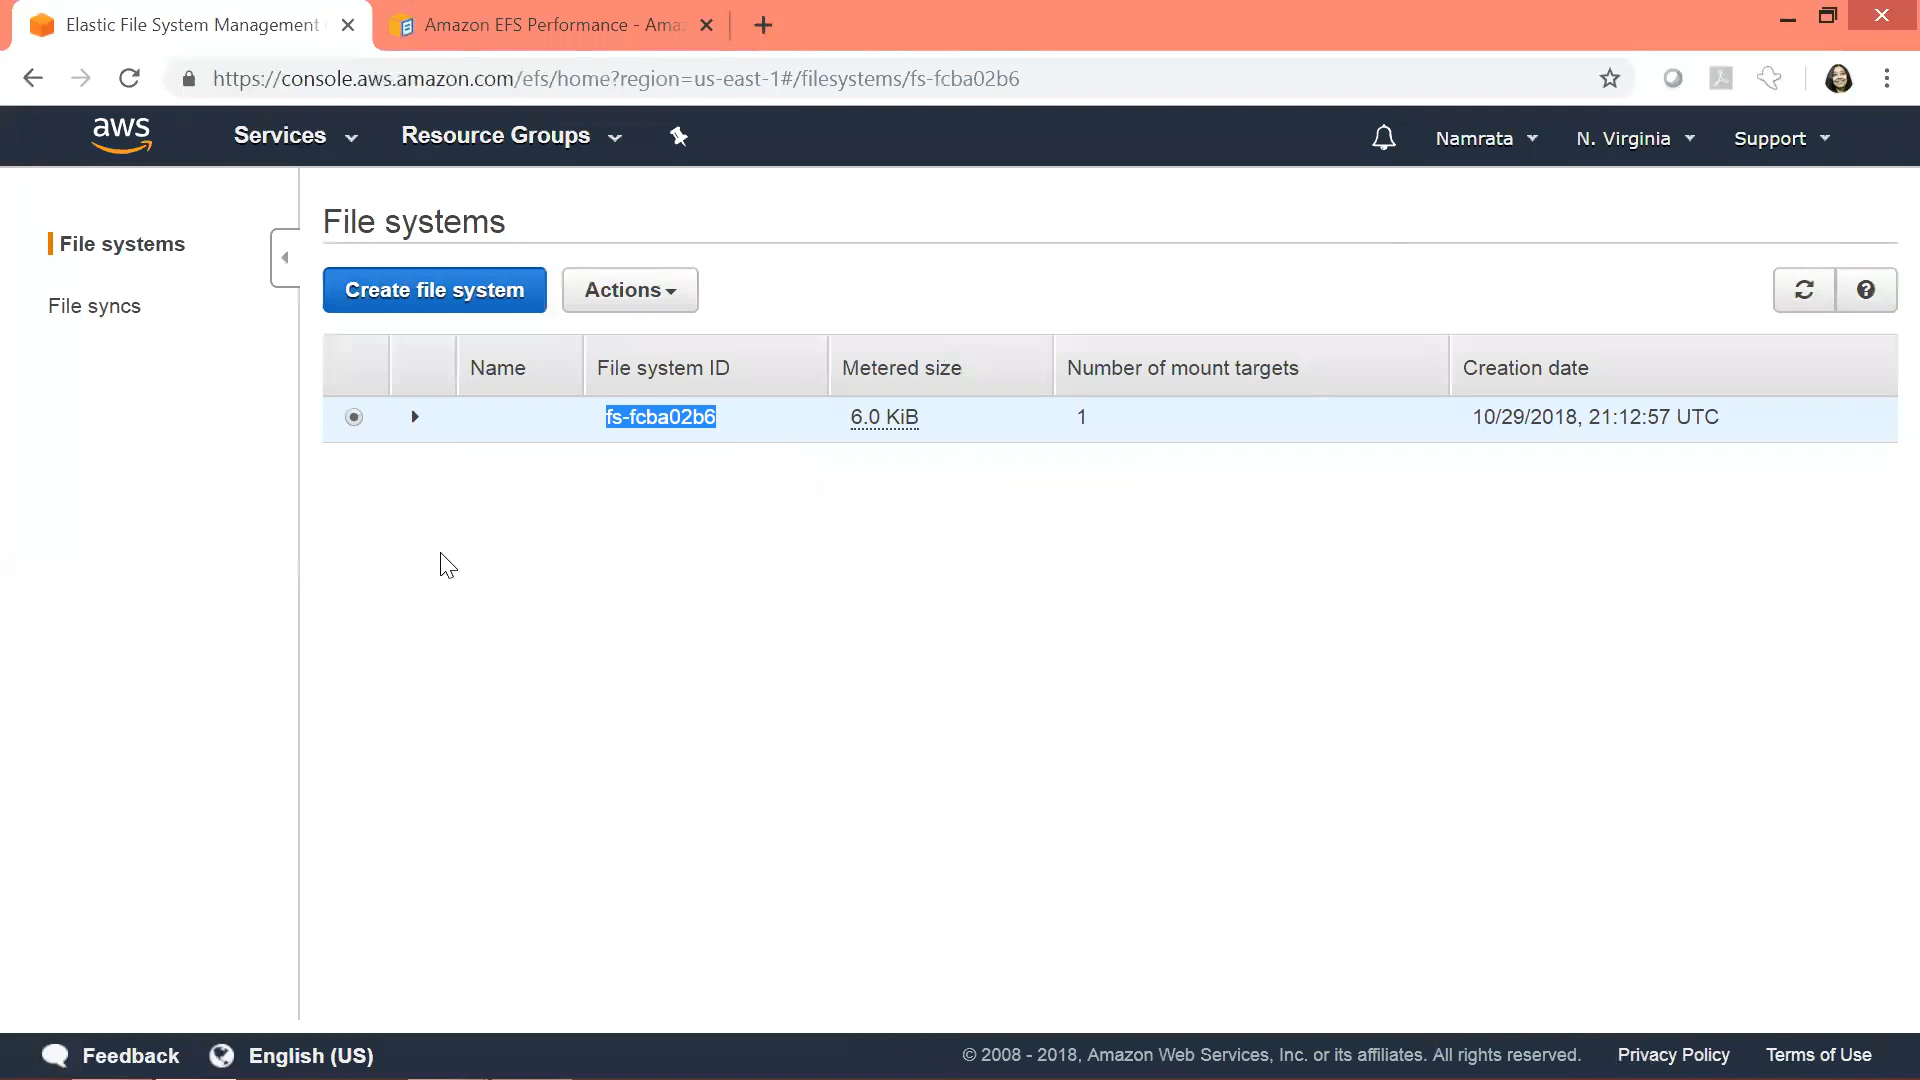 Elastic File System Management
Amazon EFS Performance - Ama
https://console.aws.amazon.com/efs/home?region=us-east-1#/filesystems/fs-fcba02b6
aws
Services
Resource Groups
Namrata
N. Virginia
Support
File systems
File syncs
File systems
Create file system
Actions
Name
File system ID
Metered size
Number of mount targets
Creation date
fs-fcba02b6
6.0 KiB
1
10/29/2018, 21:12:57 UTC
Feedback
English (US)
© 2008 - 2018, Amazon Web Services, Inc. or its affiliates. All rights reserved.
Privacy Policy
Terms of Use